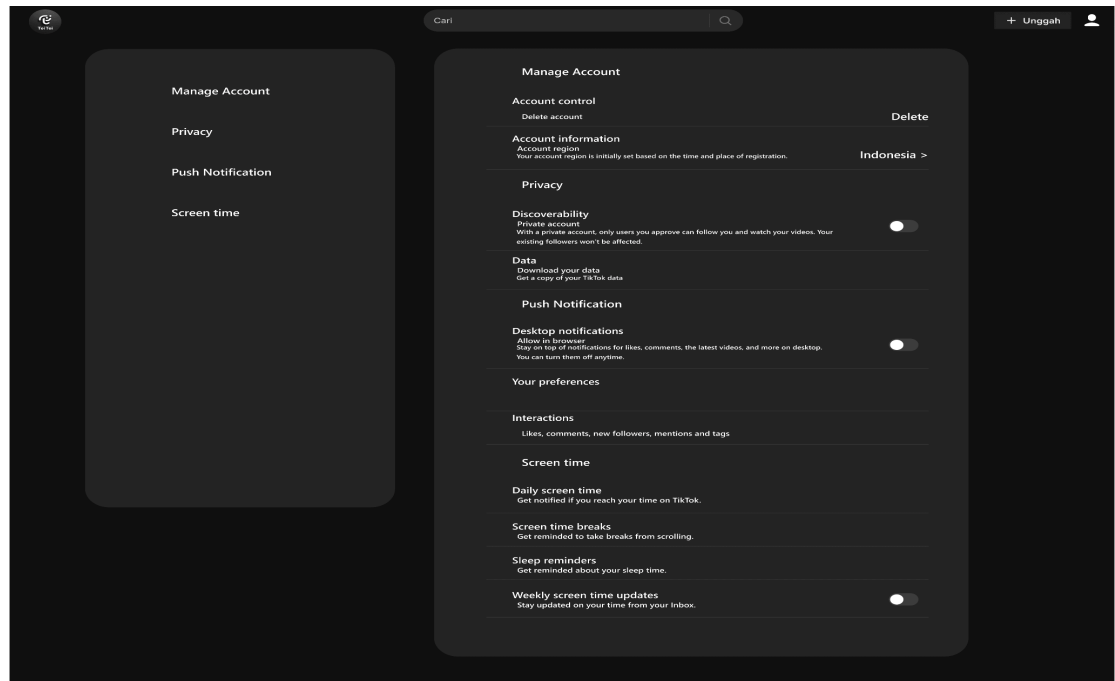 Toi Toi
Cari
+ Unggah
Manage Account
Privacy
Push Notification
Screen time
Manage Account
Account control
Delete account
Delete
Account information
Account region
Your account region is initially set based on the time and place of registration.
Indonesia >
Privacy
Discoverability
Private account
With a private account, only users you approve can follow you and watch your videos. Your
existing followers won't be affected.
Data
Download your data
Get a copy of your TikTok data
Push Notification
Desktop notifications
Allow in browser
Stay on top of notifications for likes, comments, the latest videos, and more on desktop.
You can turn them off anytime.
Your preferences
Interactions
Likes, comments, new followers, mentions and tags
Screen time
Daily screen time
Get notified if you reach your time on TikTok.
Screen time breaks
Get reminded to take breaks from scrolling.
Sleep reminders
Get reminded about your sleep time.
Weekly screen time updates
Stay updated on your time from your Inbox.